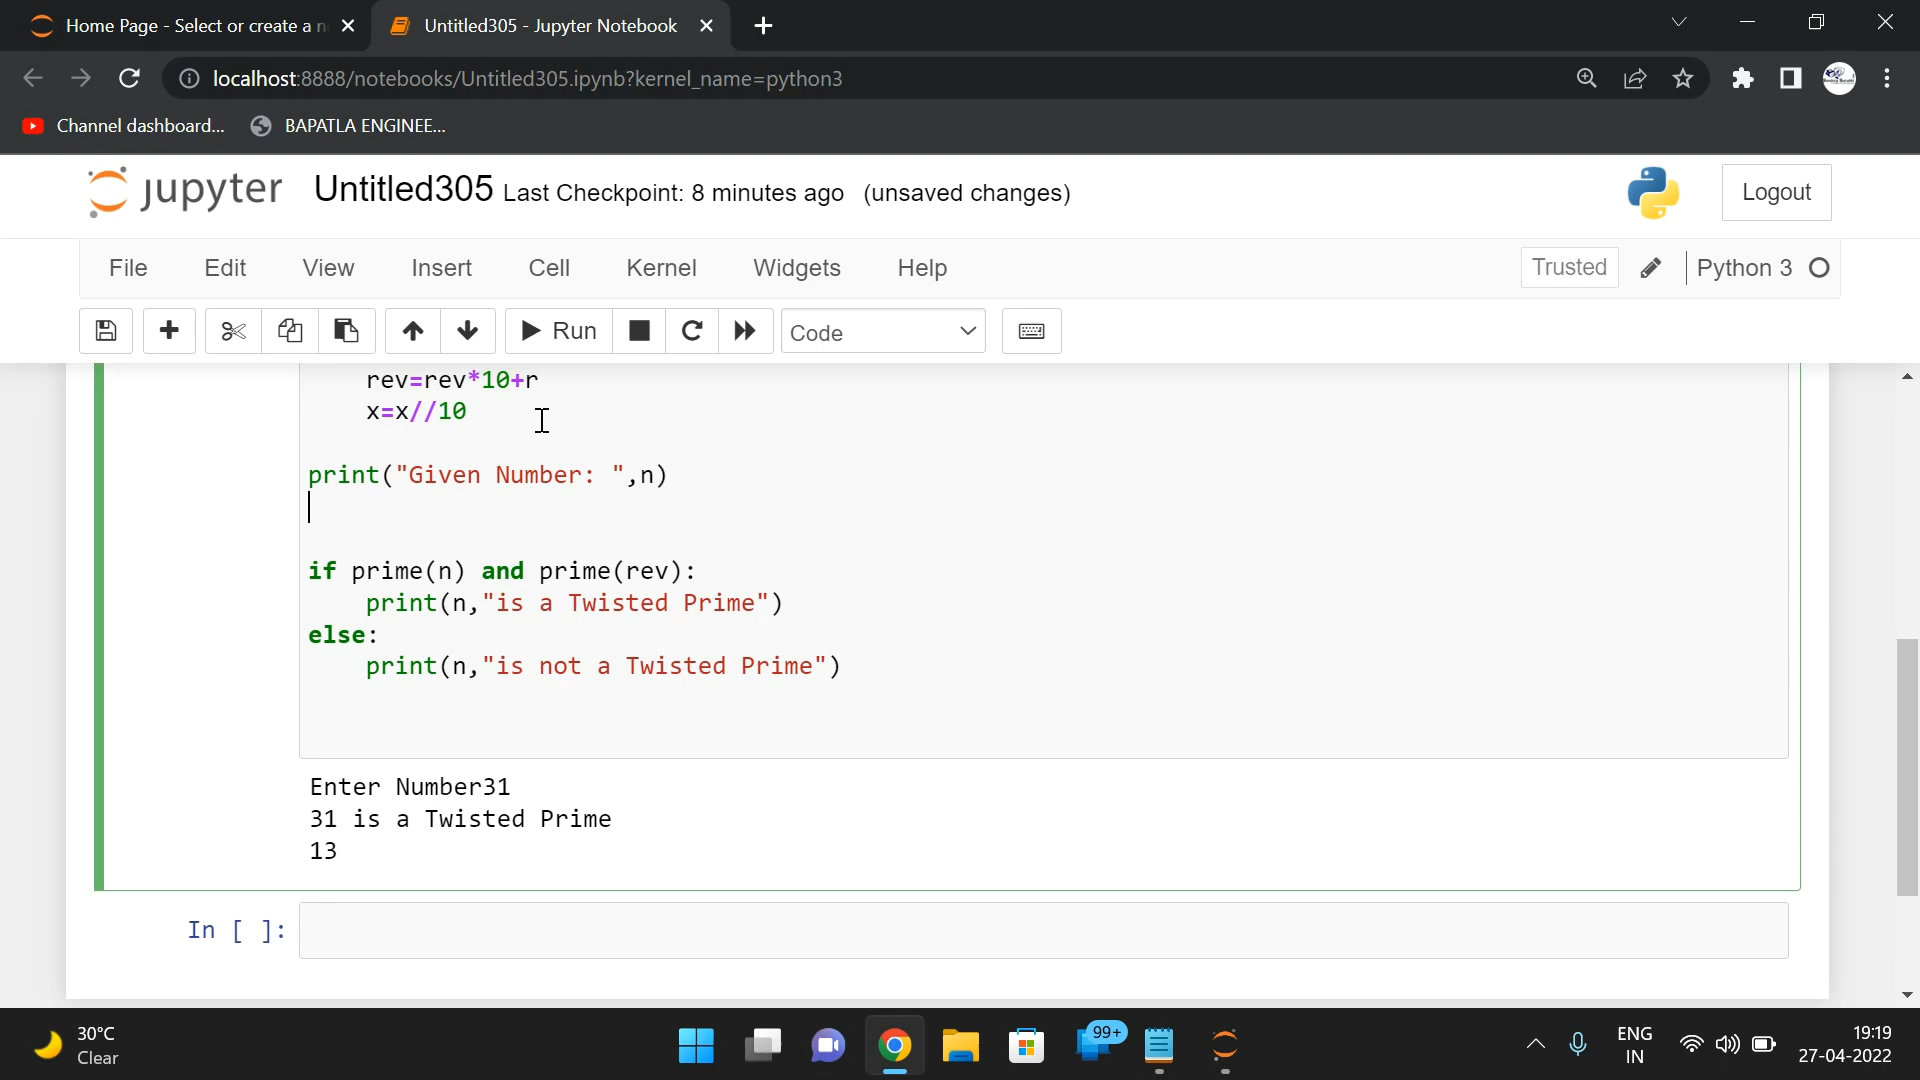 Home Page - Select or create a n
Untitled305 - Jupyter Notebook
localhost:8888/notebooks/Untitled305.ipynb?kernel_name=python3
Channel dashboard...
BAPATLA ENGINEE...
jupyter Untitled305 Last Checkpoint: 8 minutes ago (unsaved changes)
Logout
File Edit View Insert Cell Kernel Widgets Help
Trusted
Python 3
Run
Code
rev=rev*10+r
x=x//10
print("Given Number: ",n)
if prime(n) and prime(rev):
print(n,"is a Twisted Prime")
else:
print(n,"is not a Twisted Prime")
Enter Number31
31 is a Twisted Prime
13
In [ ]:
30°C
Clear
99+
ENG
IN
19:19
27-04-2022